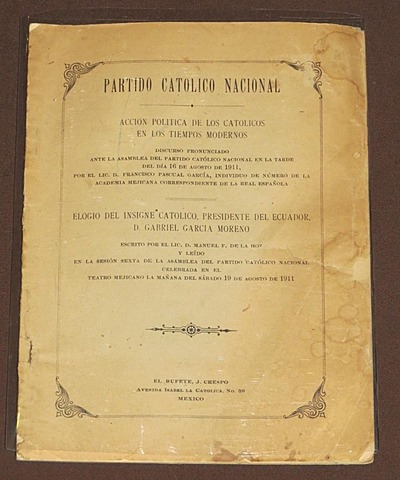 PARTIDO CATOLICO NACIONAL
ACCION POLITICA DE LOS CATOLICOS
EN LOS TIEMPOS MODERNOS
DISCURSO PRONUNCIADO
ANTE LA ASAMBLEA DEL PARTIDO CATÓLICO NACIONAL EN LA TARDE
DEL DIA 16 DE AGOSTO DE 1911,
POR EL LIC. D. FRANCISCO PASCUAL GARCÍA, INDIVIDUO DE NÚMERO DE LA
ACADEMIA MEJICANA CORRESPONDIENTE DE LA REAL ESPAÑOLA
ELOGIO DEL INSIGNE CATOLICO, PRESIDENTE DEL ECUADOR,
D. GABRIEL GARCIA MORENO
ESCRITO POR EL LIC. D. MANUEL F. DE LA HOZ
Y LEÍDO
EN LA SESIÓN SEXTA DE LA ASAMBLEA DEL PARTIDO CATÓLICO NACIONAL
CELEBRADA EN EL
TEATRO MEJICANO LA MAÑANA DEL SÁBADO 19 DE AGOSTO DE 1911
EL BUFETE, J. CRESPO
AVENIDA ISABEL LA CATOLICA, NO.
MEXICO